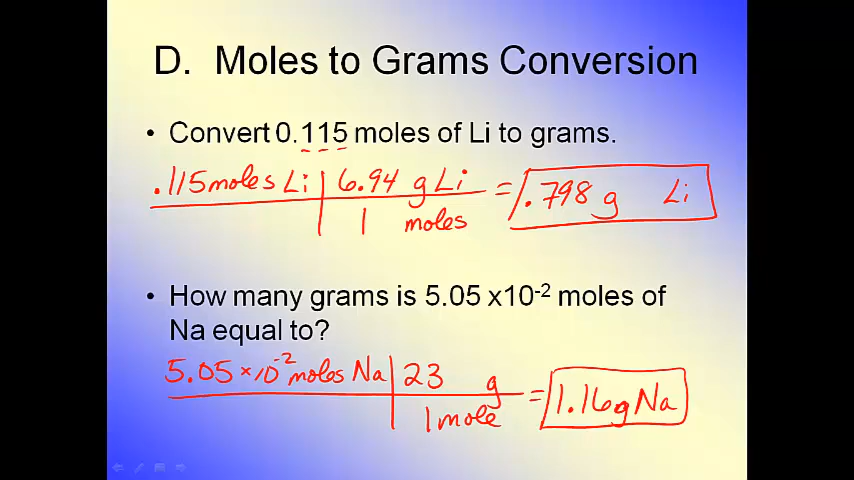 D. Moles to Grams Conversion
• Convert 0.115 moles of Li to grams.
.115 moles Li | 6.94 g Li = .798 g Li
1 moles
• How many grams is 5.05 x10⁻² moles of
Na equal to?
5.05 × 10⁻² moles Na | 23 g = 1.16g Na
1 mole